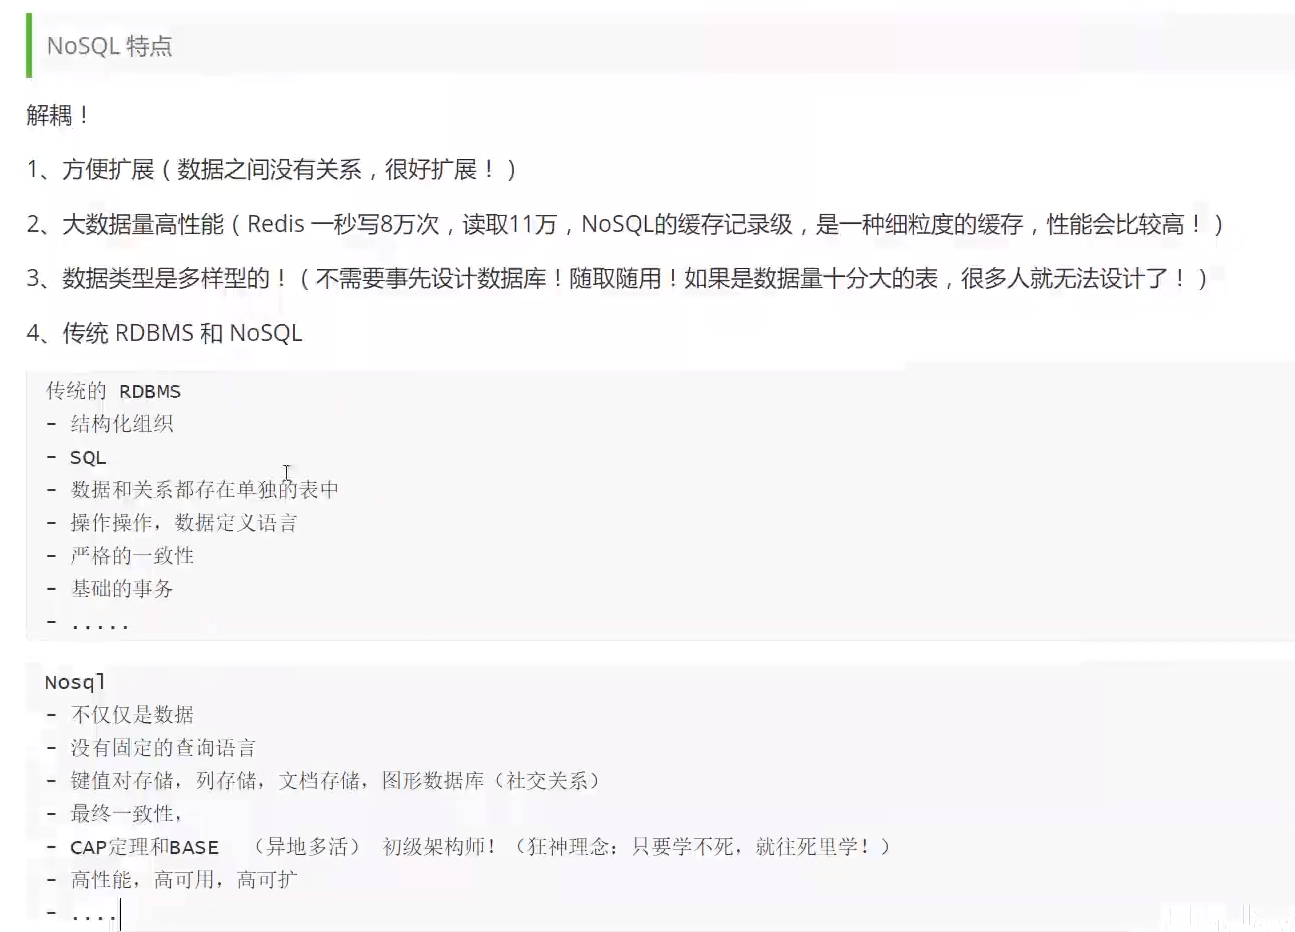 NoSQL 特点
解耦！
1、方便扩展（数据之间没有关系，很好扩展！）
2、大数据量高性能（Redis 一秒写8万次，读取11万，NoSQL的缓存记录级，是一种细粒度的缓存，性能会比较高！）
3、数据类型是多样型的！（不需要事先设计数据库！随取随用！如果是数据量十分大的表，很多人就无法设计了！）
4、传统 RDBMS 和 NoSQL
传统的 RDBMS
- 结构化组织
- SQL
- 数据和关系都存在单独的表中
- 操作操作，数据定义语言
- 严格的一致性
- 基础的事务
- .....
Nosql
- 不仅仅是数据
- 没有固定的查询语言
- 键值对存储，列存储，文档存储，图形数据库（社交关系）
- 最终一致性，
- CAP定理和BASE （异地多活） 初级架构师！（狂神理念：只要学不死，就往死里学！）
- 高性能，高可用，高可扩
- ....